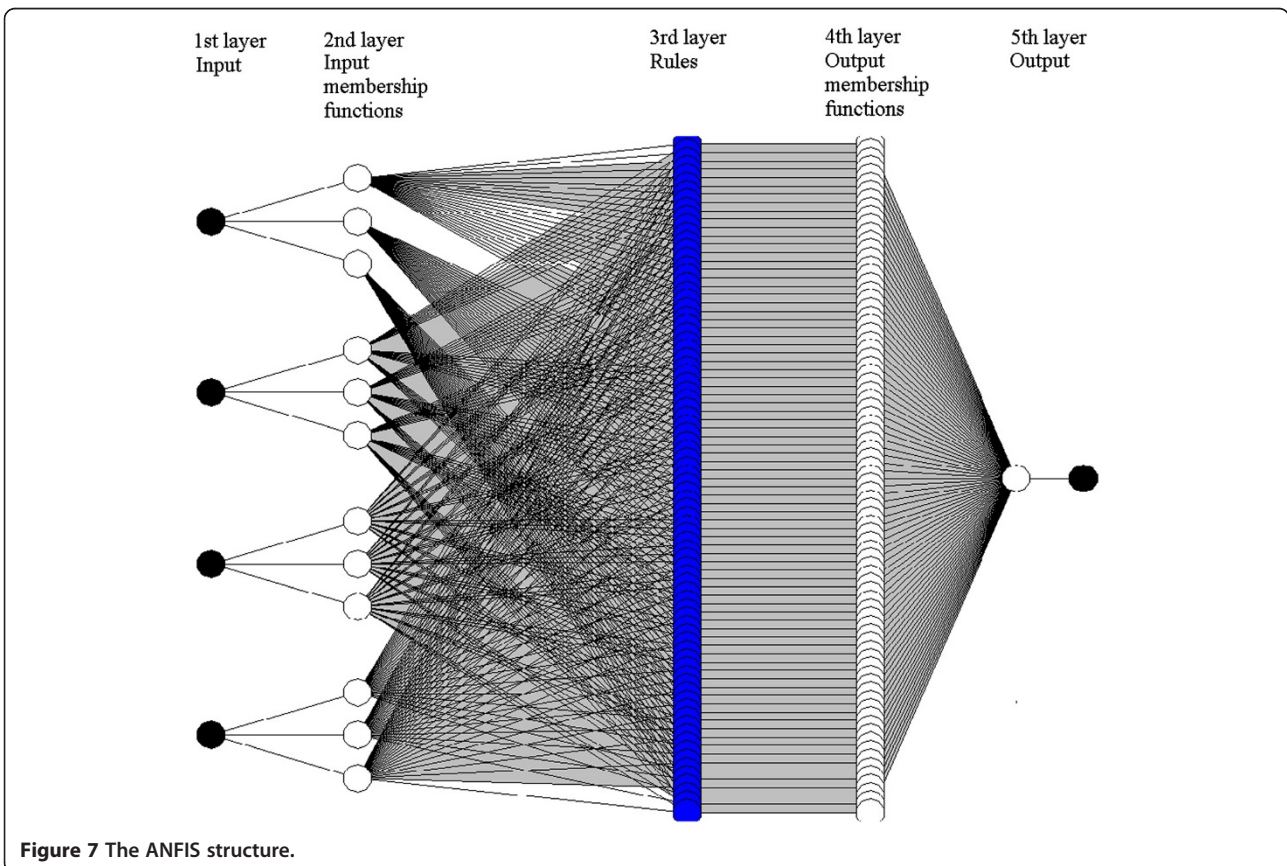 1st layer
Input
2nd layer
Input
membership
functions
3rd layer
Rules
4th layer
Output
membership
functions
5th layer
Output
Figure 7 The ANFIS structure.